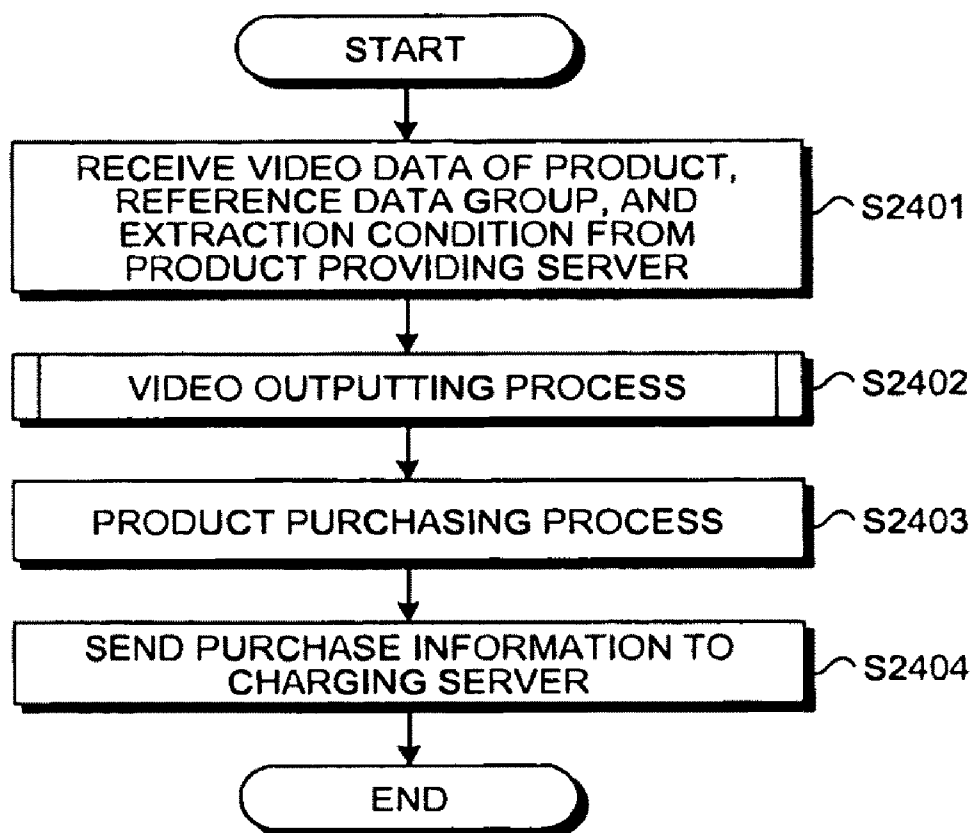 START
RECEIVE VIDEO DATA OF PRODUCT,
REFERENCE DATA GROUP, AND
EXTRACTION CONDITION FROM
PRODUCT PROVIDING SERVER
S2401
VIDEO OUTPUTTING PROCESS
S2402
PRODUCT PURCHASING PROCESS
S2403
SEND PURCHASE INFORMATION TO
CHARGING SERVER
S2404
END